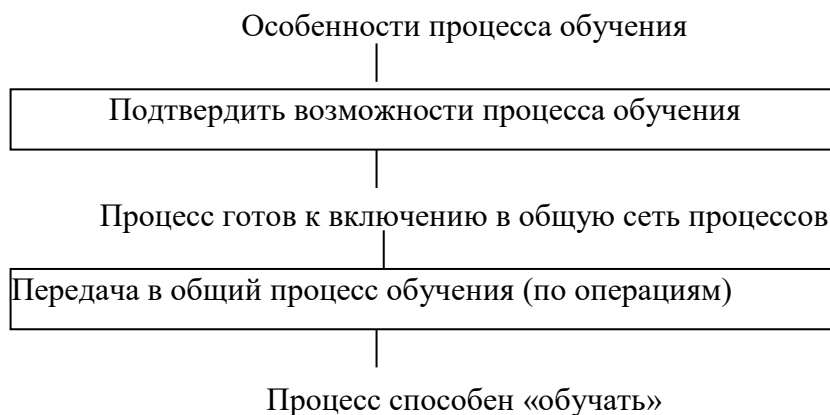 Особенности процесса обучения
Подтвердить возможности процесса обучения
Процесс готов к включению в общую сеть процессов
Передача в общий процесс обучения (по операциям)
Процесс способен «обучать»